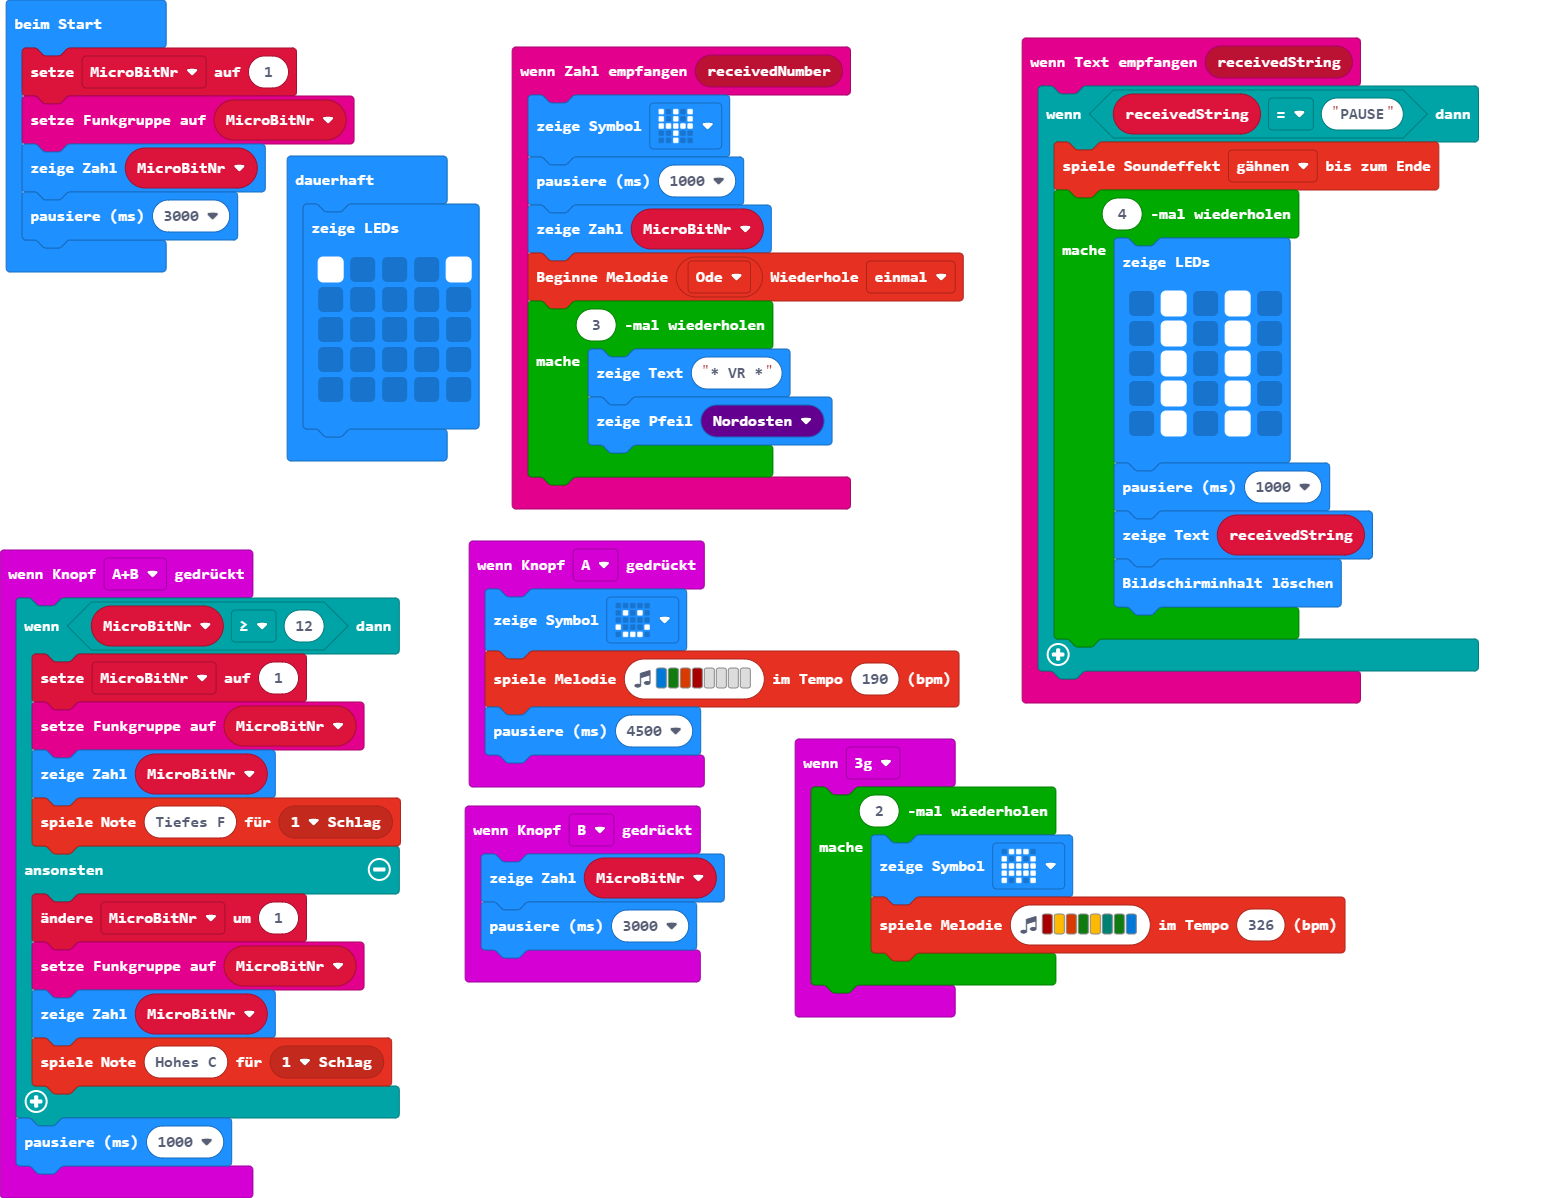 beim Start
setze MicroBitNr auf 1
setze Funkgruppe auf MicroBitNr
zeige Zahl MicroBitNr
pausiere (ms) 3000
dauerhaft
zeige LEDs
wenn Zahl empfangen receivedNumber
zeige Symbol
pausiere (ms) 1000
zeige Zahl MicroBitNr
Beginne Melodie Ode Wiederhole einmal
3 -mal wiederholen
mache
zeige Text "* VR *"
zeige Pfeil Nordosten
wenn Text empfangen receivedString
wenn receivedString = "PAUSE" dann
spiele Soundeffekt gähnen bis zum Ende
4 -mal wiederholen
mache
zeige LEDs
pausiere (ms) 1000
zeige Text receivedString
Bildschirminhalt löschen
wenn Knopf A+B gedrückt
wenn MicroBitNr ≥ 12 dann
setze MicroBitNr auf 1
setze Funkgruppe auf MicroBitNr
zeige Zahl MicroBitNr
spiele Note Tiefes F für 1 Schlag
ansonsten
ändere MicroBitNr um 1
setze Funkgruppe auf MicroBitNr
zeige Zahl MicroBitNr
spiele Note Hohes C für 1 Schlag
pausiere (ms) 1000
wenn Knopf A gedrückt
zeige Symbol
spiele Melodie im Tempo 190 (bpm)
pausiere (ms) 4500
wenn Knopf B gedrückt
zeige Zahl MicroBitNr
pausiere (ms) 3000
wenn 3g
2 -mal wiederholen
mache
zeige Symbol
spiele Melodie im Tempo 326 (bpm)